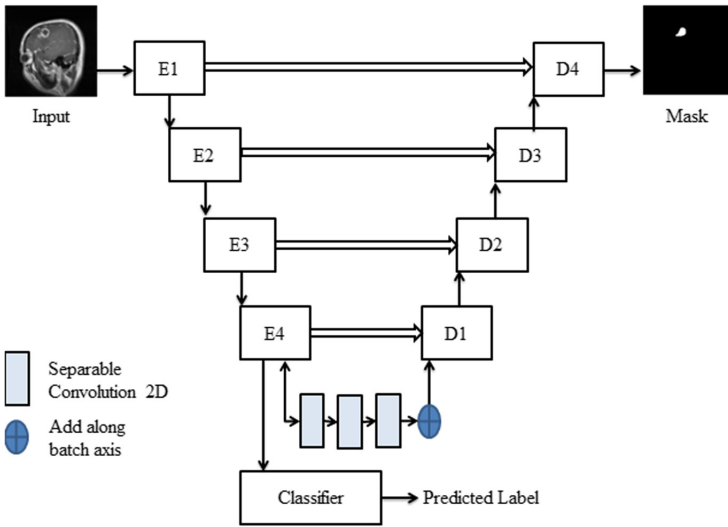 E1
D4
Input
Mask
E2
D3
E3
D2
E4
D1
Separable
Convolution 2D
Add along
batch axis
Classifier
Predicted Label